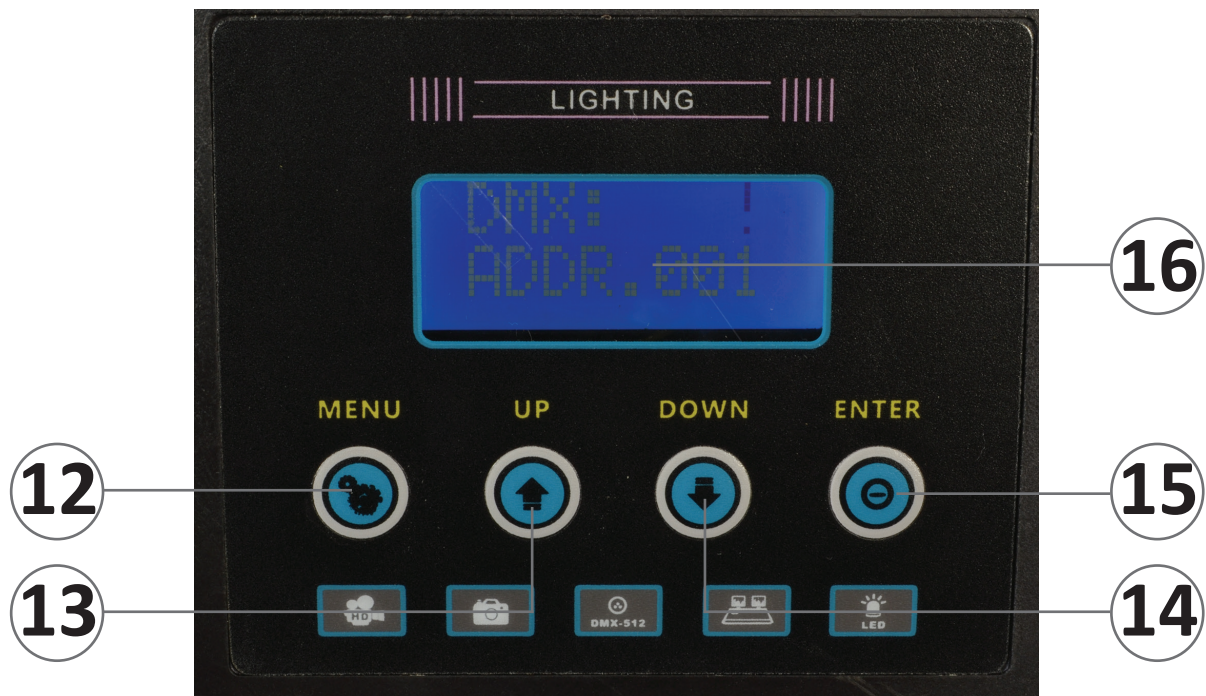 LIGHTING
DMX: !
ADDR.001
16
MENU UP DOWN ENTER
12
15
13
14
HD
DMX-512
LED